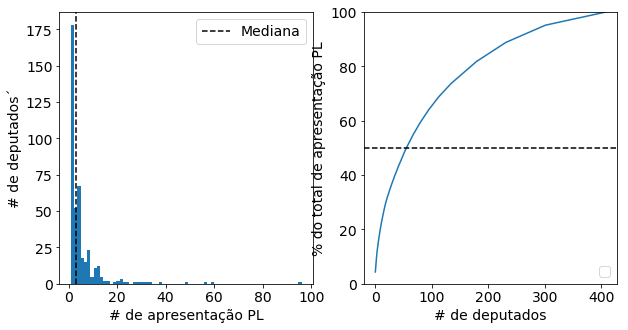 175
150
125
100
75
50
25
0
# de deputados´
0 20 40 60 80 100
# de apresentação PL
Mediana
100
80
60
40
20
0
% do total de apresentação PL
0 100 200 300 400
# de deputados